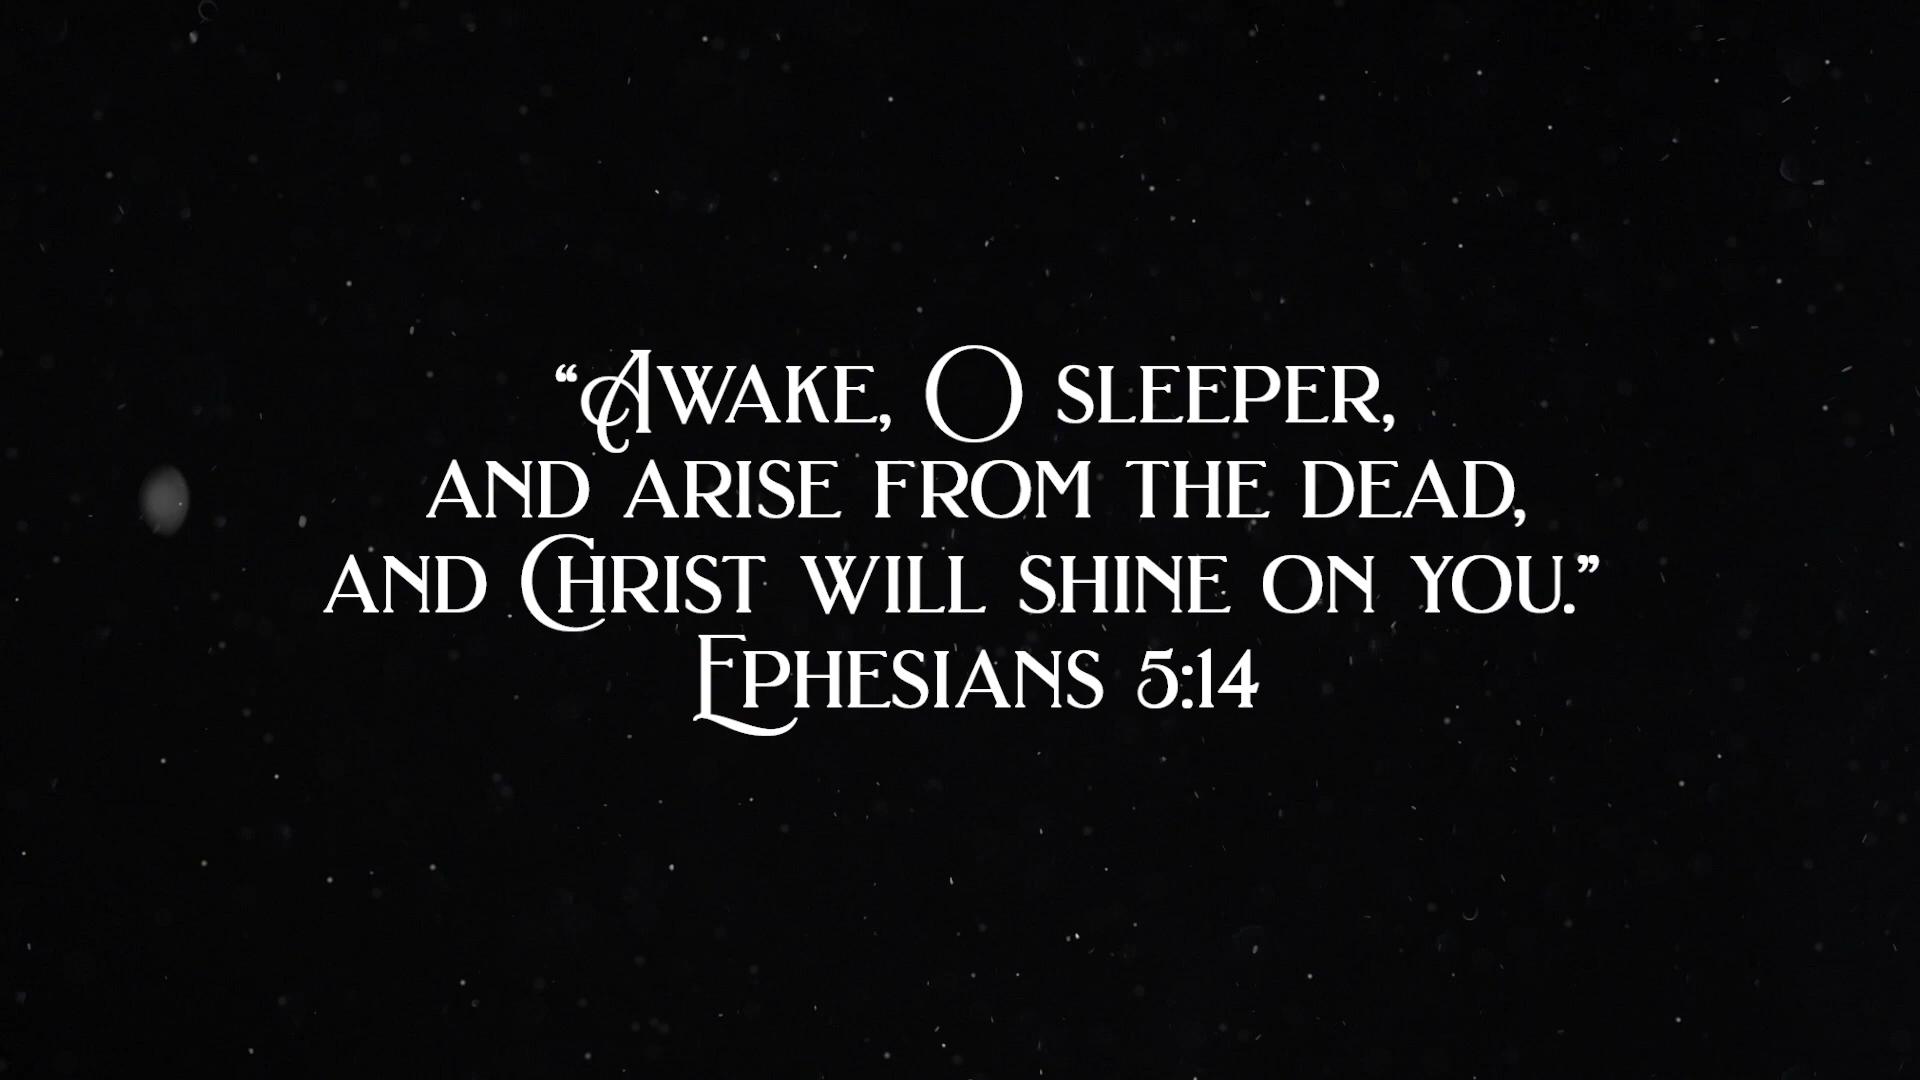 “Awake, O sleeper,
and arise from the dead,
and Christ will shine on you.”
Ephesians 5:14